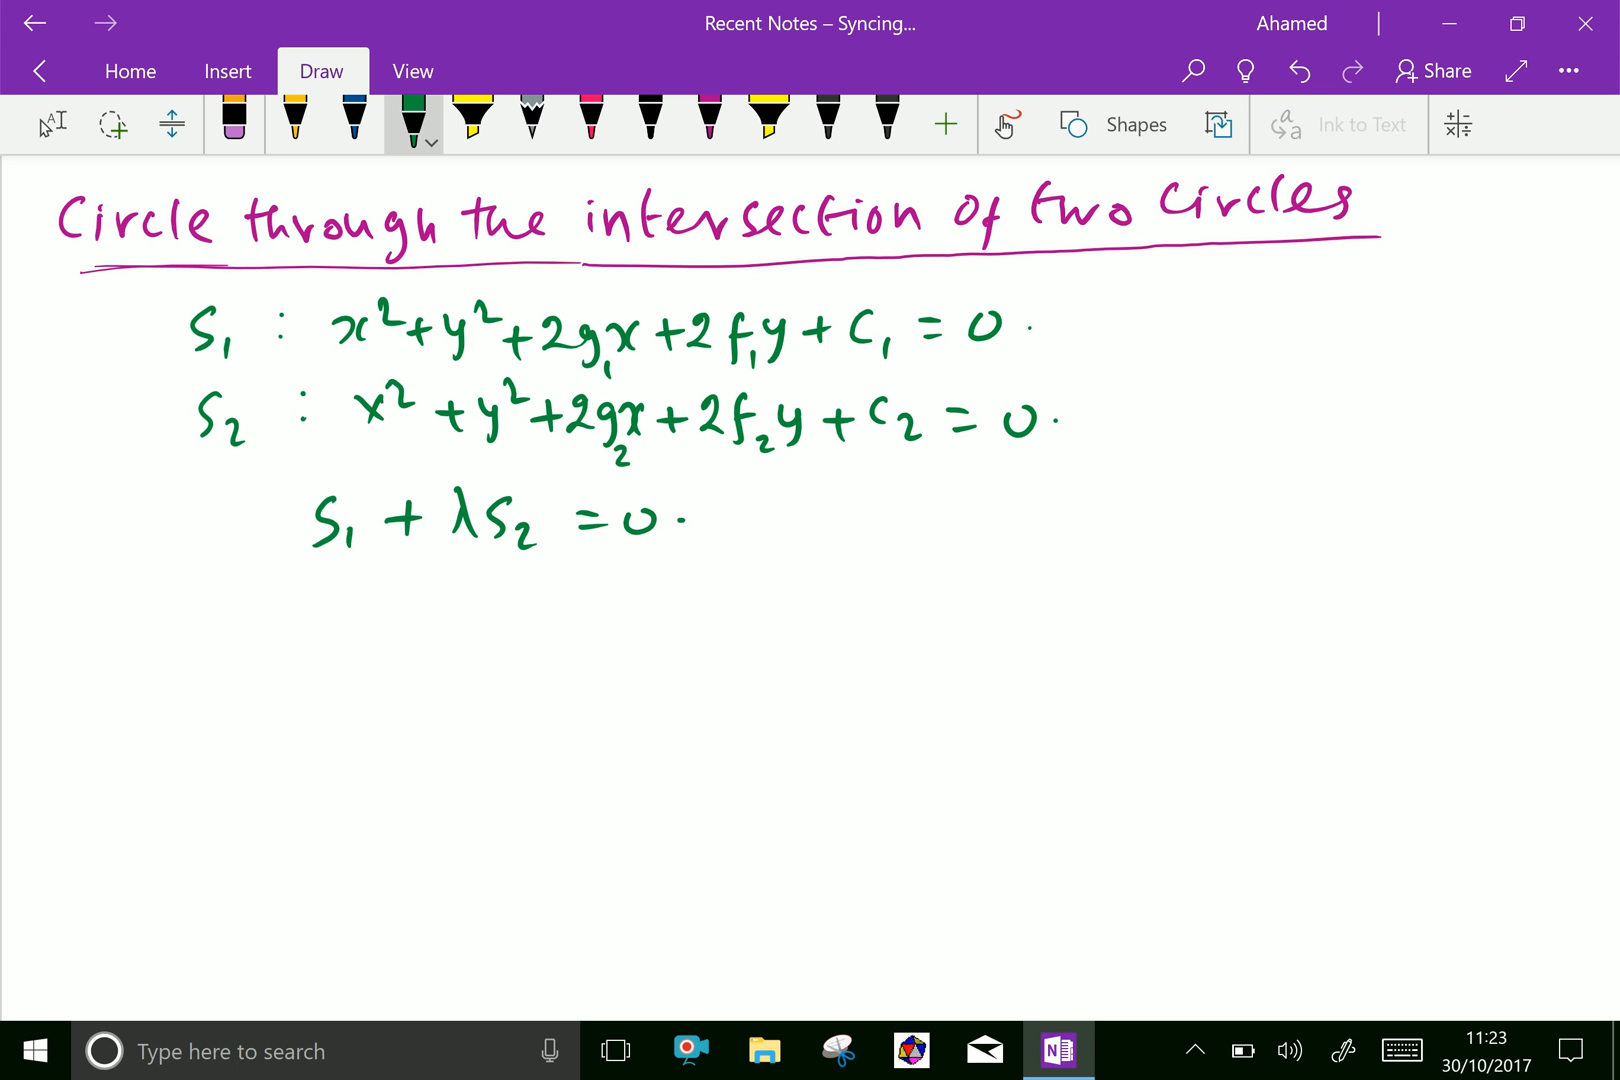 Recent Notes – Syncing...
Ahamed
Home Insert Draw View Share
Shapes Ink to Text
Circle through the intersection of two Circles
S₁ : x² + y² + 2g₁x + 2f₁y + C₁ = 0.
S₂ : x² + y² + 2g₂x + 2f₂y + C₂ = 0.
S₁ + λS₂ = 0.
Type here to search
11:23
30/10/2017